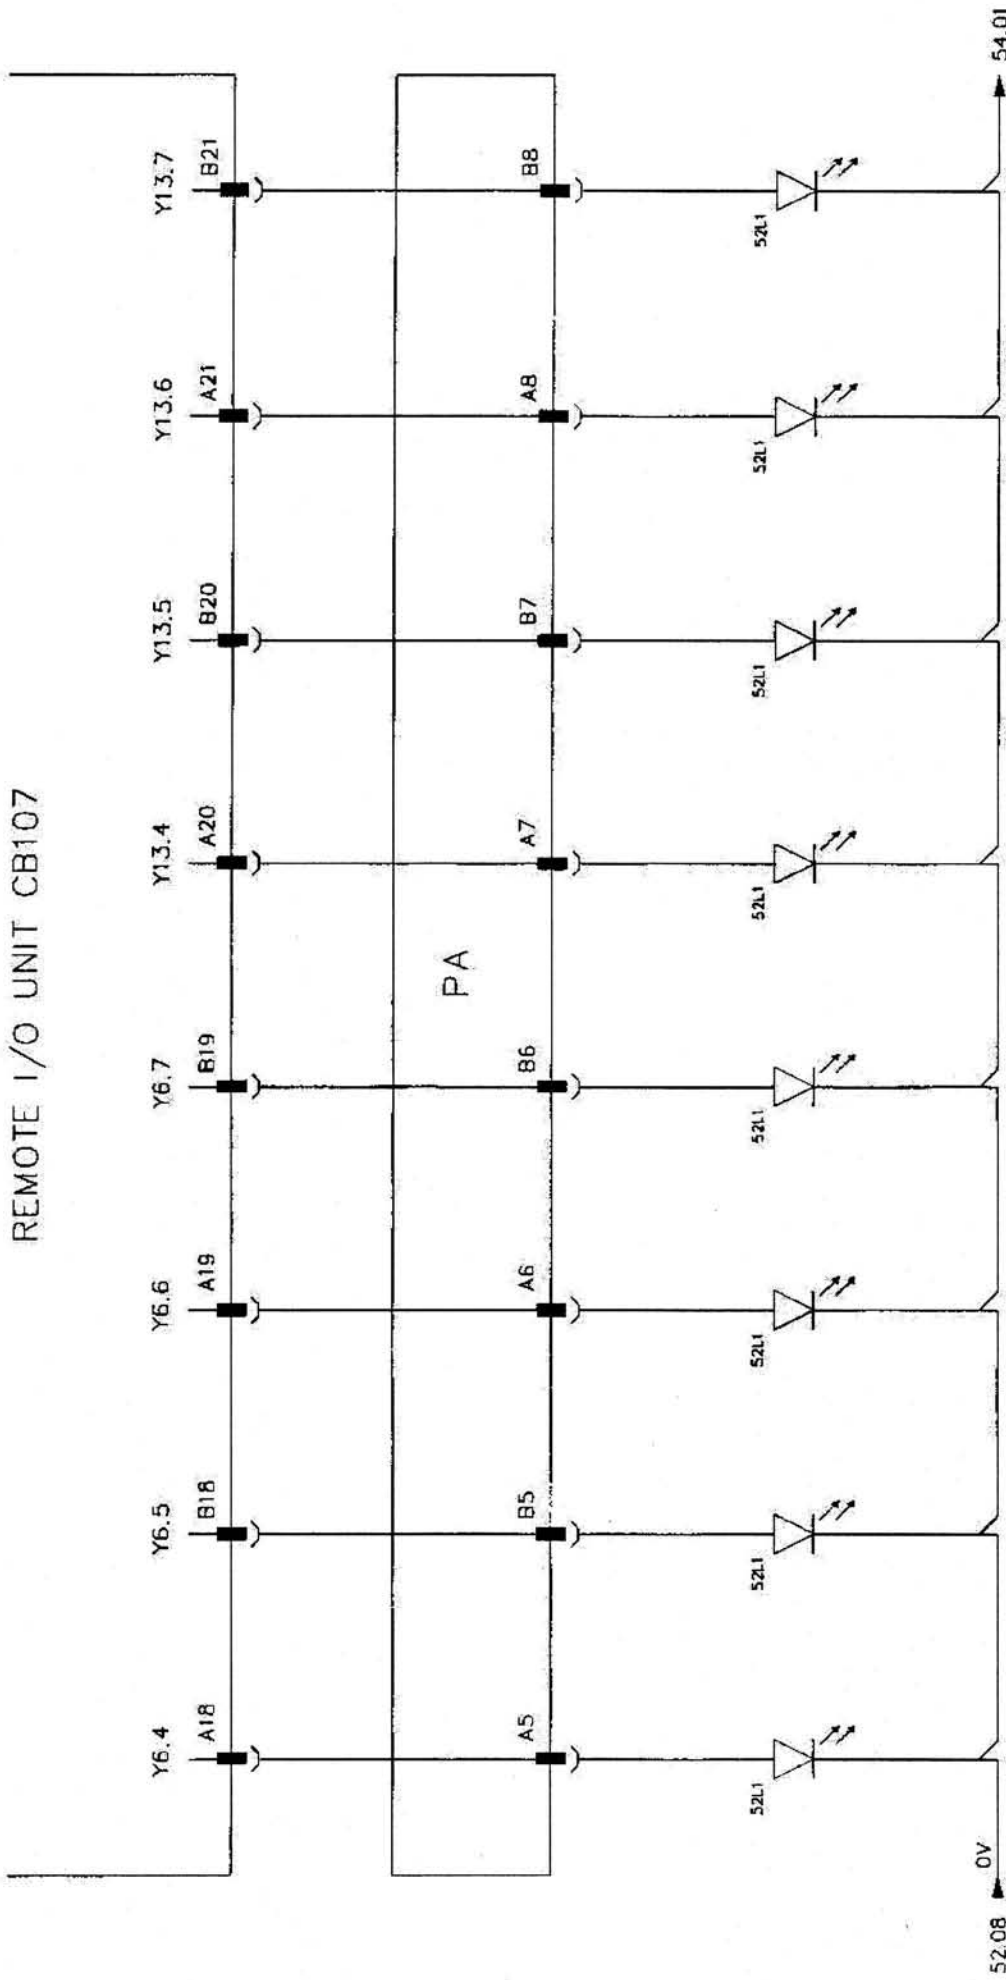 REMOTE I/O UNIT CB107
Y6.4 Y6.5 Y6.6 Y6.7 Y13.4 Y13.5 Y13.6 Y13.7
A18 B18 A19 B19 A20 B20 A21 B21
PA
A5 B5 A6 B6 A7 B7 A8 B8
52L1 52L1 52L1 52L1 52L1 52L1 52L1 52L1
0V
52.08 54.01